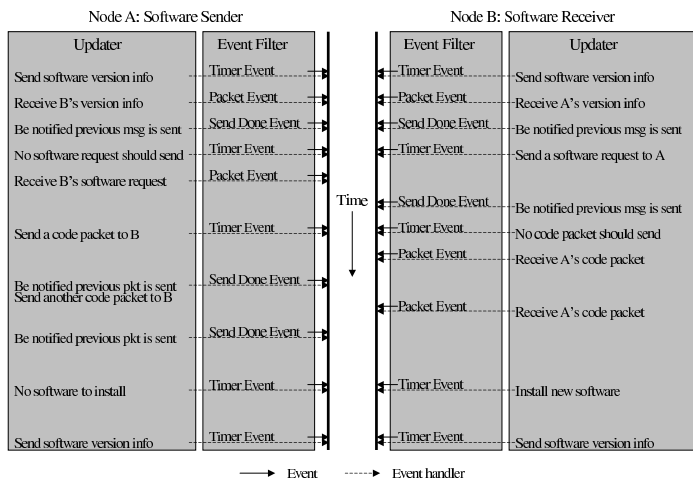 Node A: Software Sender Node B: Software Receiver
Updater Event Filter Event Filter Updater
Send software version info Timer Event Timer Event Send software version info
Receive B's version info Packet Event Packet Event Receive A's version info
Be notified previous msg is sent Send Done Event Send Done Event Be notified previous msg is sent
No software request should send Timer Event Timer Event Send a software request to A
Receive B's software request Packet Event
Time
Send Done Event Be notified previous msg is sent
Send a code packet to B Timer Event Timer Event No code packet should send
Packet Event Receive A's code packet
Be notified previous pkt is sent Send Done Event
Send another code packet to B
Packet Event Receive A's code packet
Be notified previous pkt is sent Send Done Event
No software to install Timer Event Timer Event Install new software
Send software version info Timer Event Timer Event Send software version info
Event Event handler